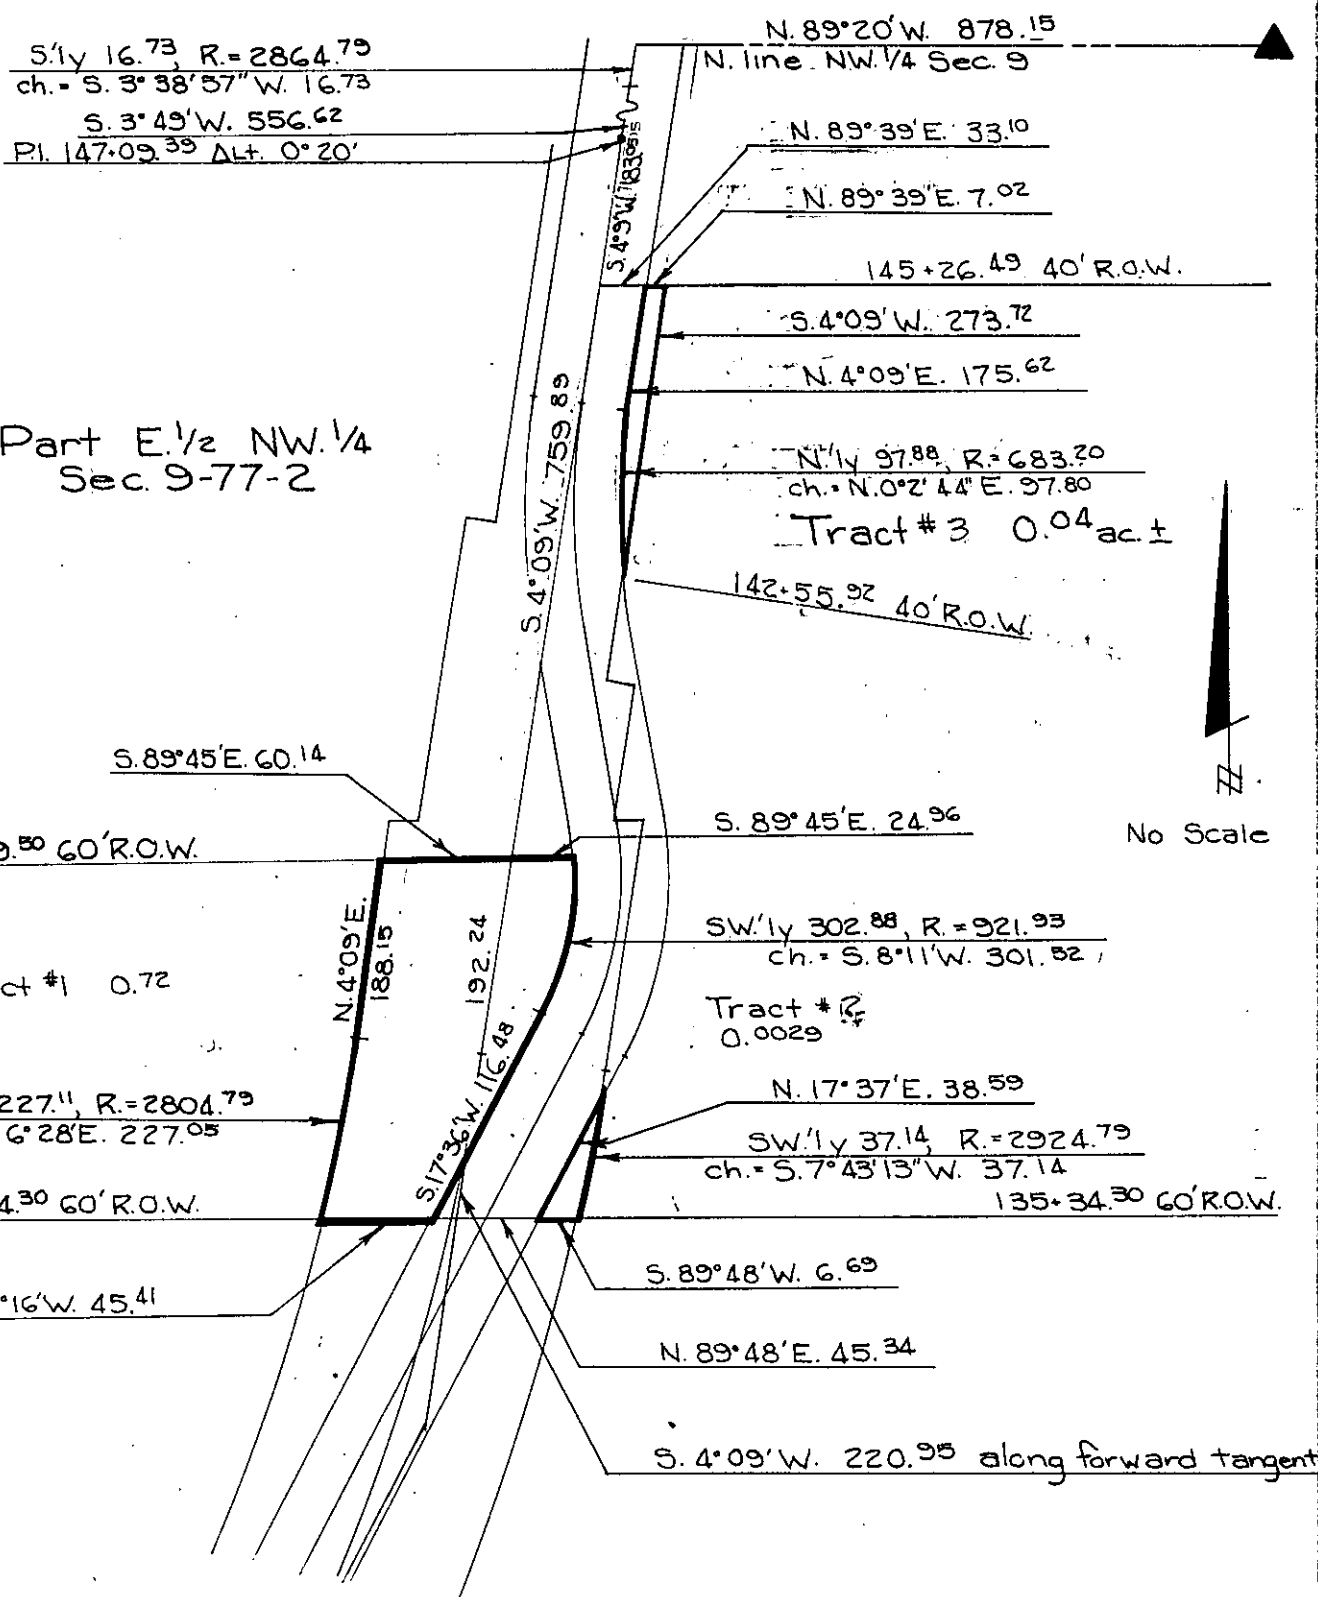 N. 89°20'W. 878.15
N. line NW. 1/4 Sec. 9
S'ly 16.73, R.= 2864.79
ch.= S. 3°38'57" W. 16.73
S. 3°49'W. 556.62
P.I. 147+09.39 ΔLt. 0°20'
N. 89°39'E. 33.10
N. 89°39'E. 7.02
145+26.49 40' R.O.W.
S. 4°09'W. 273.72
N. 4°09'E. 175.62
S. 4°09'W. 759.89
Part E. 1/2 NW. 1/4
Sec. 9-77-2
N'ly 97.88, R.= 683.20
ch.= N. 0°2'44" E. 97.80
Tract #3 0.04 ac. ±
142+55.92 40' R.O.W.
S. 89°45'E. 60.14
S. 89°45'E. 24.96
No Scale
N
9.50 60' R.O.W.
N. 4°09'E.
188.15
192.24
SW.'ly 302.88, R. = 921.93
ch. = S. 8°11'W. 301.52
ct #1 0.72
Tract #2
0.0029
S. 17°36'W. 116.48
N. 17°37'E. 38.59
227.11, R.= 2804.79
6°28'E. 227.05
SW.'ly 37.14, R.= 2924.79
ch.= S. 7°43'13" W. 37.14
4.30 60' R.O.W.
135+34.30 60' R.O.W.
S. 89°48'W. 6.69
°16'W. 45.41
N. 89°48'E. 45.34
S. 4°09'W. 220.95 along forward tangent